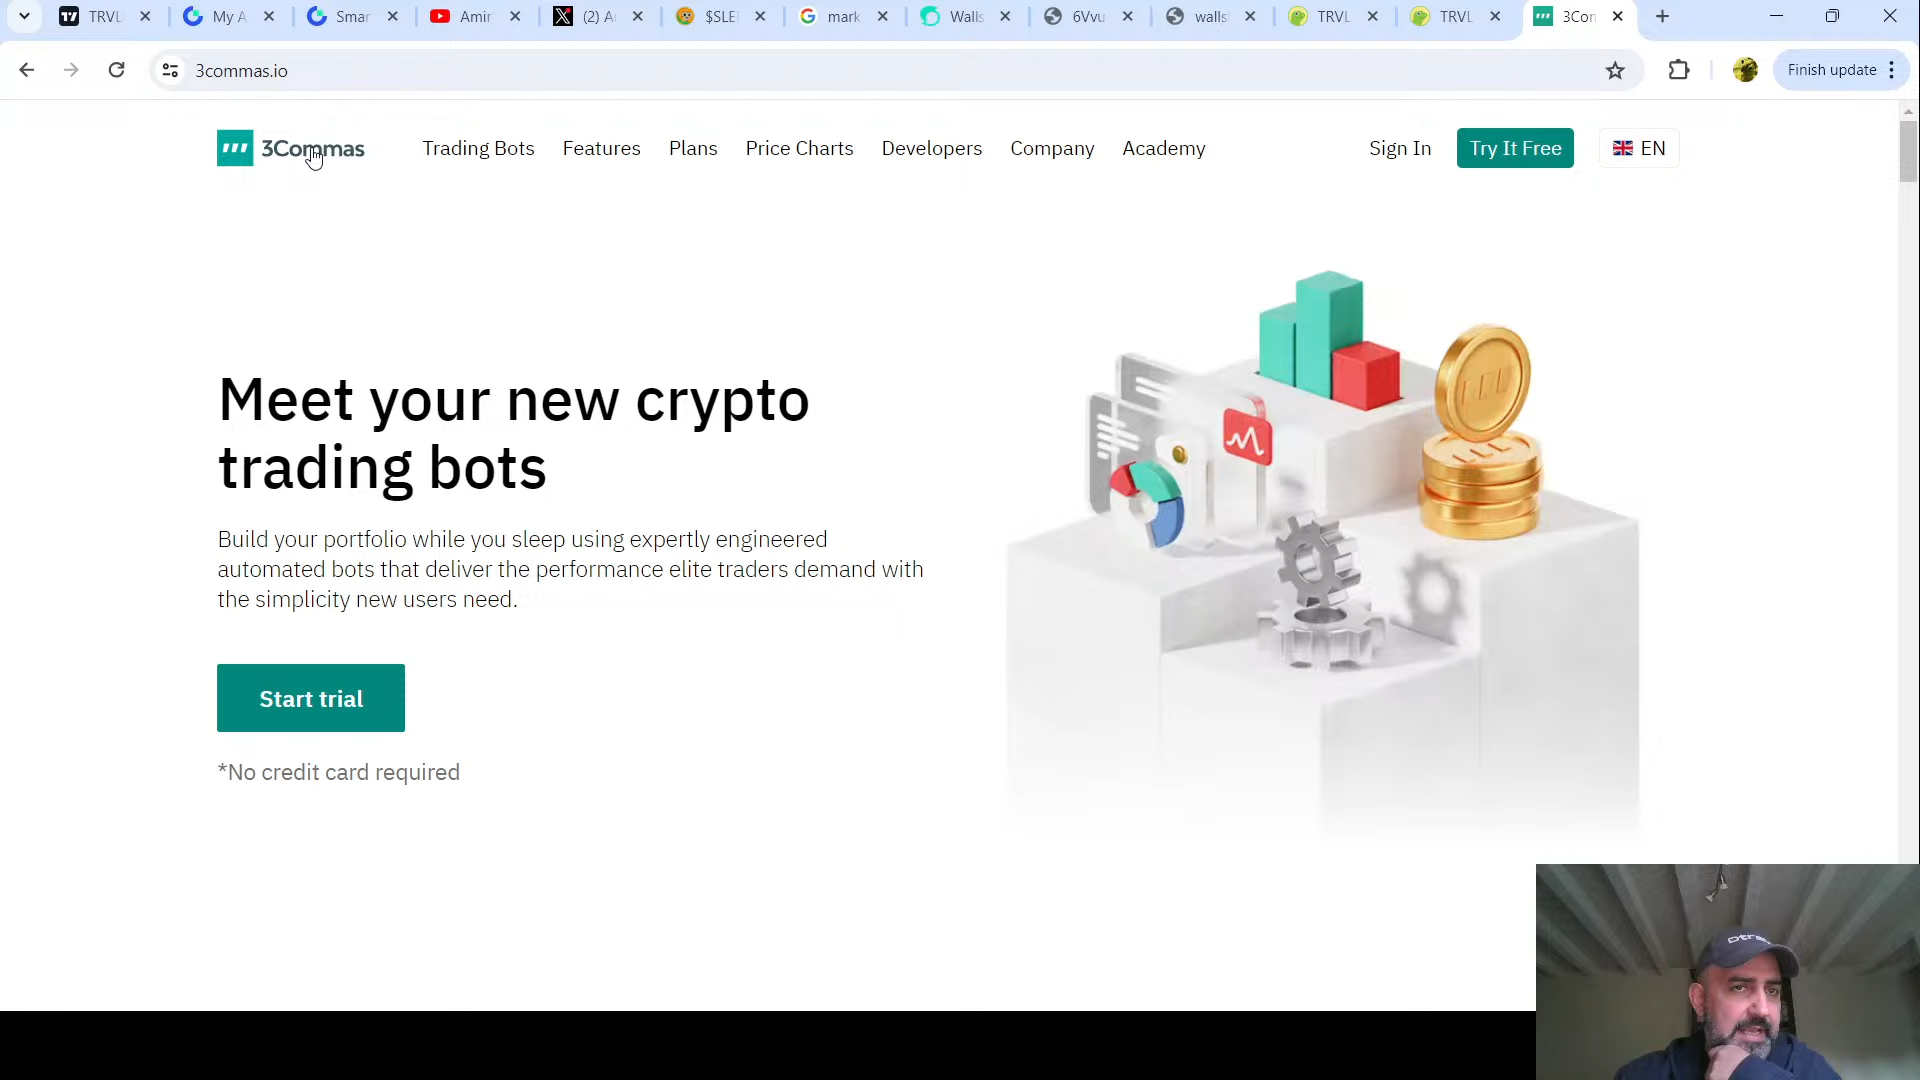 TRVL
My A
Smar
Amir
(2) A
$SLE
mark
Walls
6Vvu
walls
TRVL
TRVL
3Con
3commas.io
Finish update
3Commas
Trading Bots
Features
Plans
Price Charts
Developers
Company
Academy
Sign In
Try It Free
EN
Meet your new crypto
trading bots
Build your portfolio while you sleep using expertly engineered
automated bots that deliver the performance elite traders demand with
the simplicity new users need.
Start trial
*No credit card required